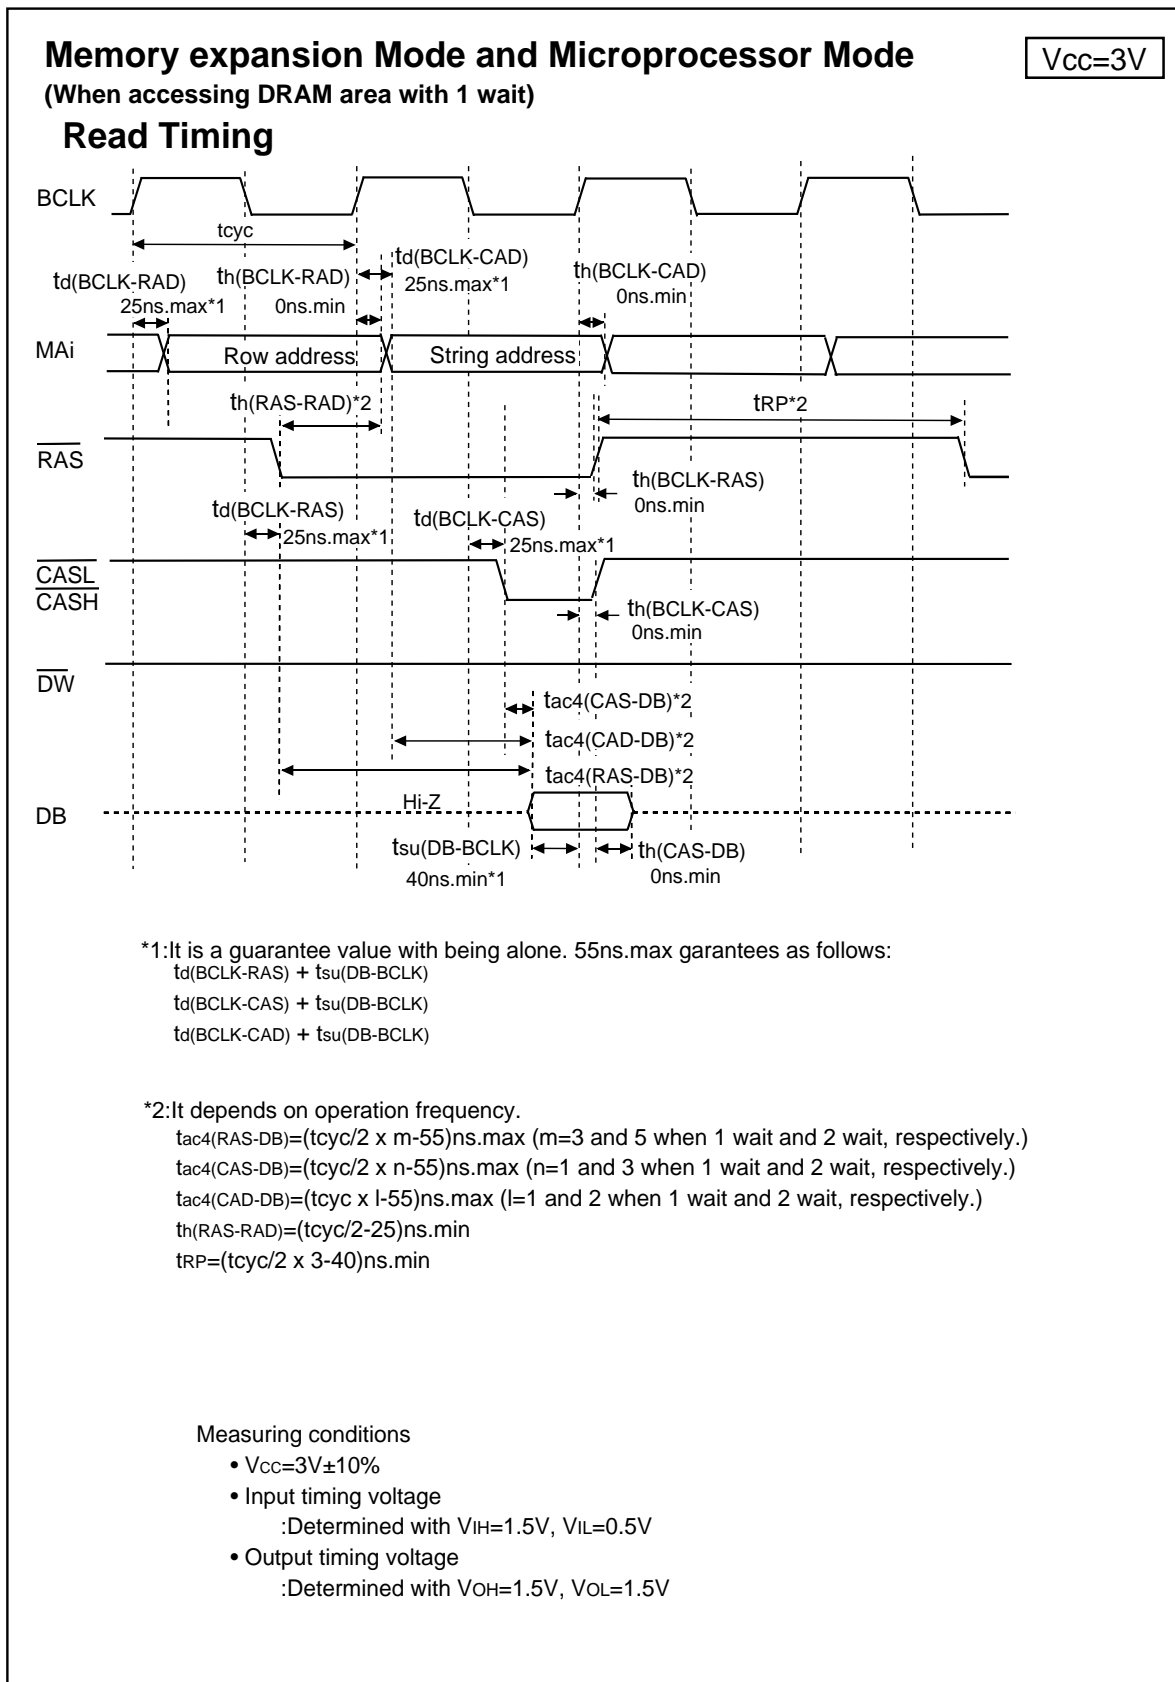 Memory expansion Mode and Microprocessor Mode
Vcc=3V
(When accessing DRAM area with 1 wait)
Read Timing
BCLK
tcyc
td(BCLK-RAD)
25ns.max*1
th(BCLK-RAD)
0ns.min
td(BCLK-CAD)
25ns.max*1
th(BCLK-CAD)
0ns.min
MAi
Row address
String address
th(RAS-RAD)*2
tRP*2
RAS
th(BCLK-RAS)
0ns.min
td(BCLK-RAS)
25ns.max*1
td(BCLK-CAS)
25ns.max*1
CASL
CASH
th(BCLK-CAS)
0ns.min
DW
tac4(CAS-DB)*2
tac4(CAD-DB)*2
tac4(RAS-DB)*2
Hi-Z
DB
tsu(DB-BCLK)
40ns.min*1
th(CAS-DB)
0ns.min
*1:It is a guarantee value with being alone. 55ns.max garantees as follows:
td(BCLK-RAS) + tsu(DB-BCLK)
td(BCLK-CAS) + tsu(DB-BCLK)
td(BCLK-CAD) + tsu(DB-BCLK)
*2:It depends on operation frequency.
tac4(RAS-DB)=(tcyc/2 x m-55)ns.max (m=3 and 5 when 1 wait and 2 wait, respectively.)
tac4(CAS-DB)=(tcyc/2 x n-55)ns.max (n=1 and 3 when 1 wait and 2 wait, respectively.)
tac4(CAD-DB)=(tcyc x l-55)ns.max (l=1 and 2 when 1 wait and 2 wait, respectively.)
th(RAS-RAD)=(tcyc/2-25)ns.min
tRP=(tcyc/2 x 3-40)ns.min
Measuring conditions
• VCC=3V±10%
• Input timing voltage
:Determined with VIH=1.5V, VIL=0.5V
• Output timing voltage
:Determined with VOH=1.5V, VOL=1.5V